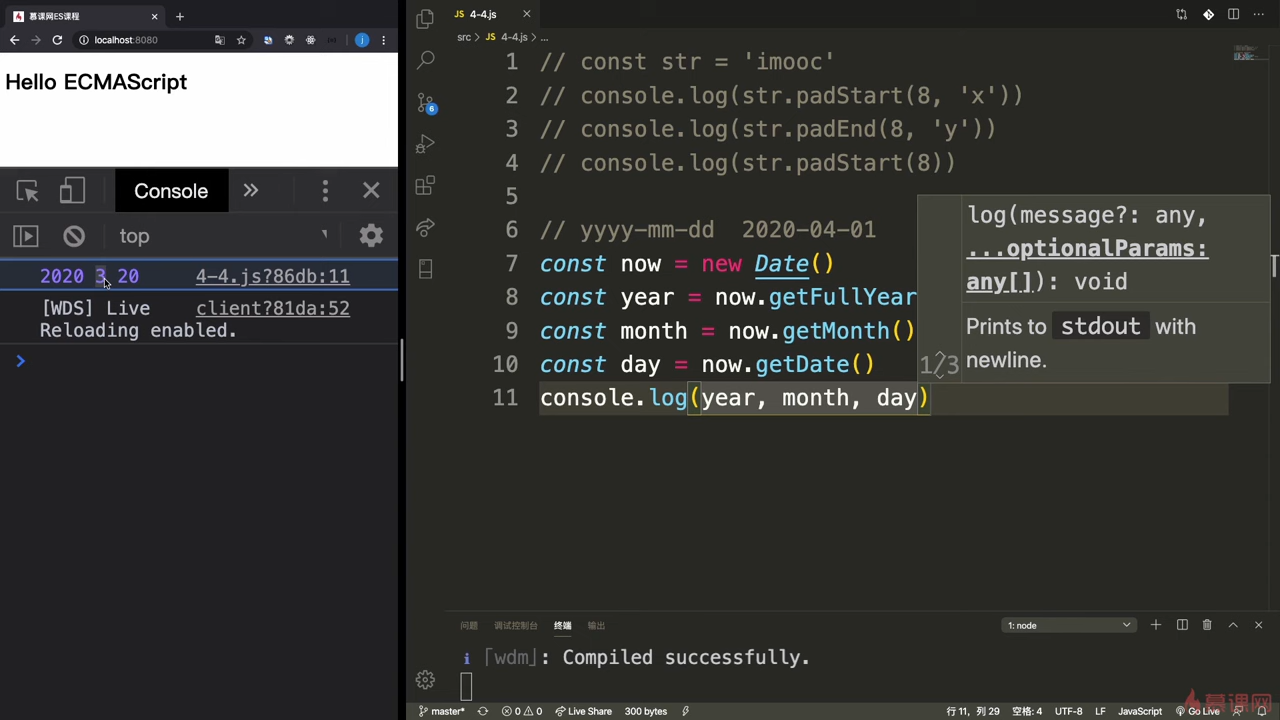 慕课网ES课程
localhost:8080
Hello ECMAScript
Console
top
2020 3 20 4-4.js?86db:11
[WDS] Live Reloading enabled. client?81da:52
4-4.js
src > JS 4-4.js > ...
6
1 // const str = 'imooc'
2 // console.log(str.padStart(8, 'x'))
3 // console.log(str.padEnd(8, 'y'))
4 // console.log(str.padStart(8))
5
6 // yyyy-mm-dd 2020-04-01
7 const now = new Date()
8 const year = now.getFullYear
9 const month = now.getMonth()
10 const day = now.getDate()
11 console.log(year, month, day)
1/3
log(message?: any,
...optionalParams:
any[]): void
Prints to stdout with
newline.
问题 调试控制台 终端 输出
1: node
i ｢wdm｣: Compiled successfully.
master* 0 0 Live Share 300 bytes
行 11, 列 29 空格: 4 UTF-8 LF JavaScript Go Live
慕课网